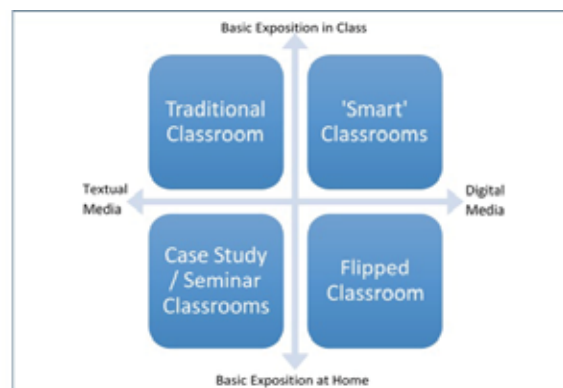 Basic Exposition in Class
Traditional
Classroom
'Smart'
Classrooms
Textual
Media
Digital
Media
Case Study
/ Seminar
Classrooms
Flipped
Classroom
Basic Exposition at Home